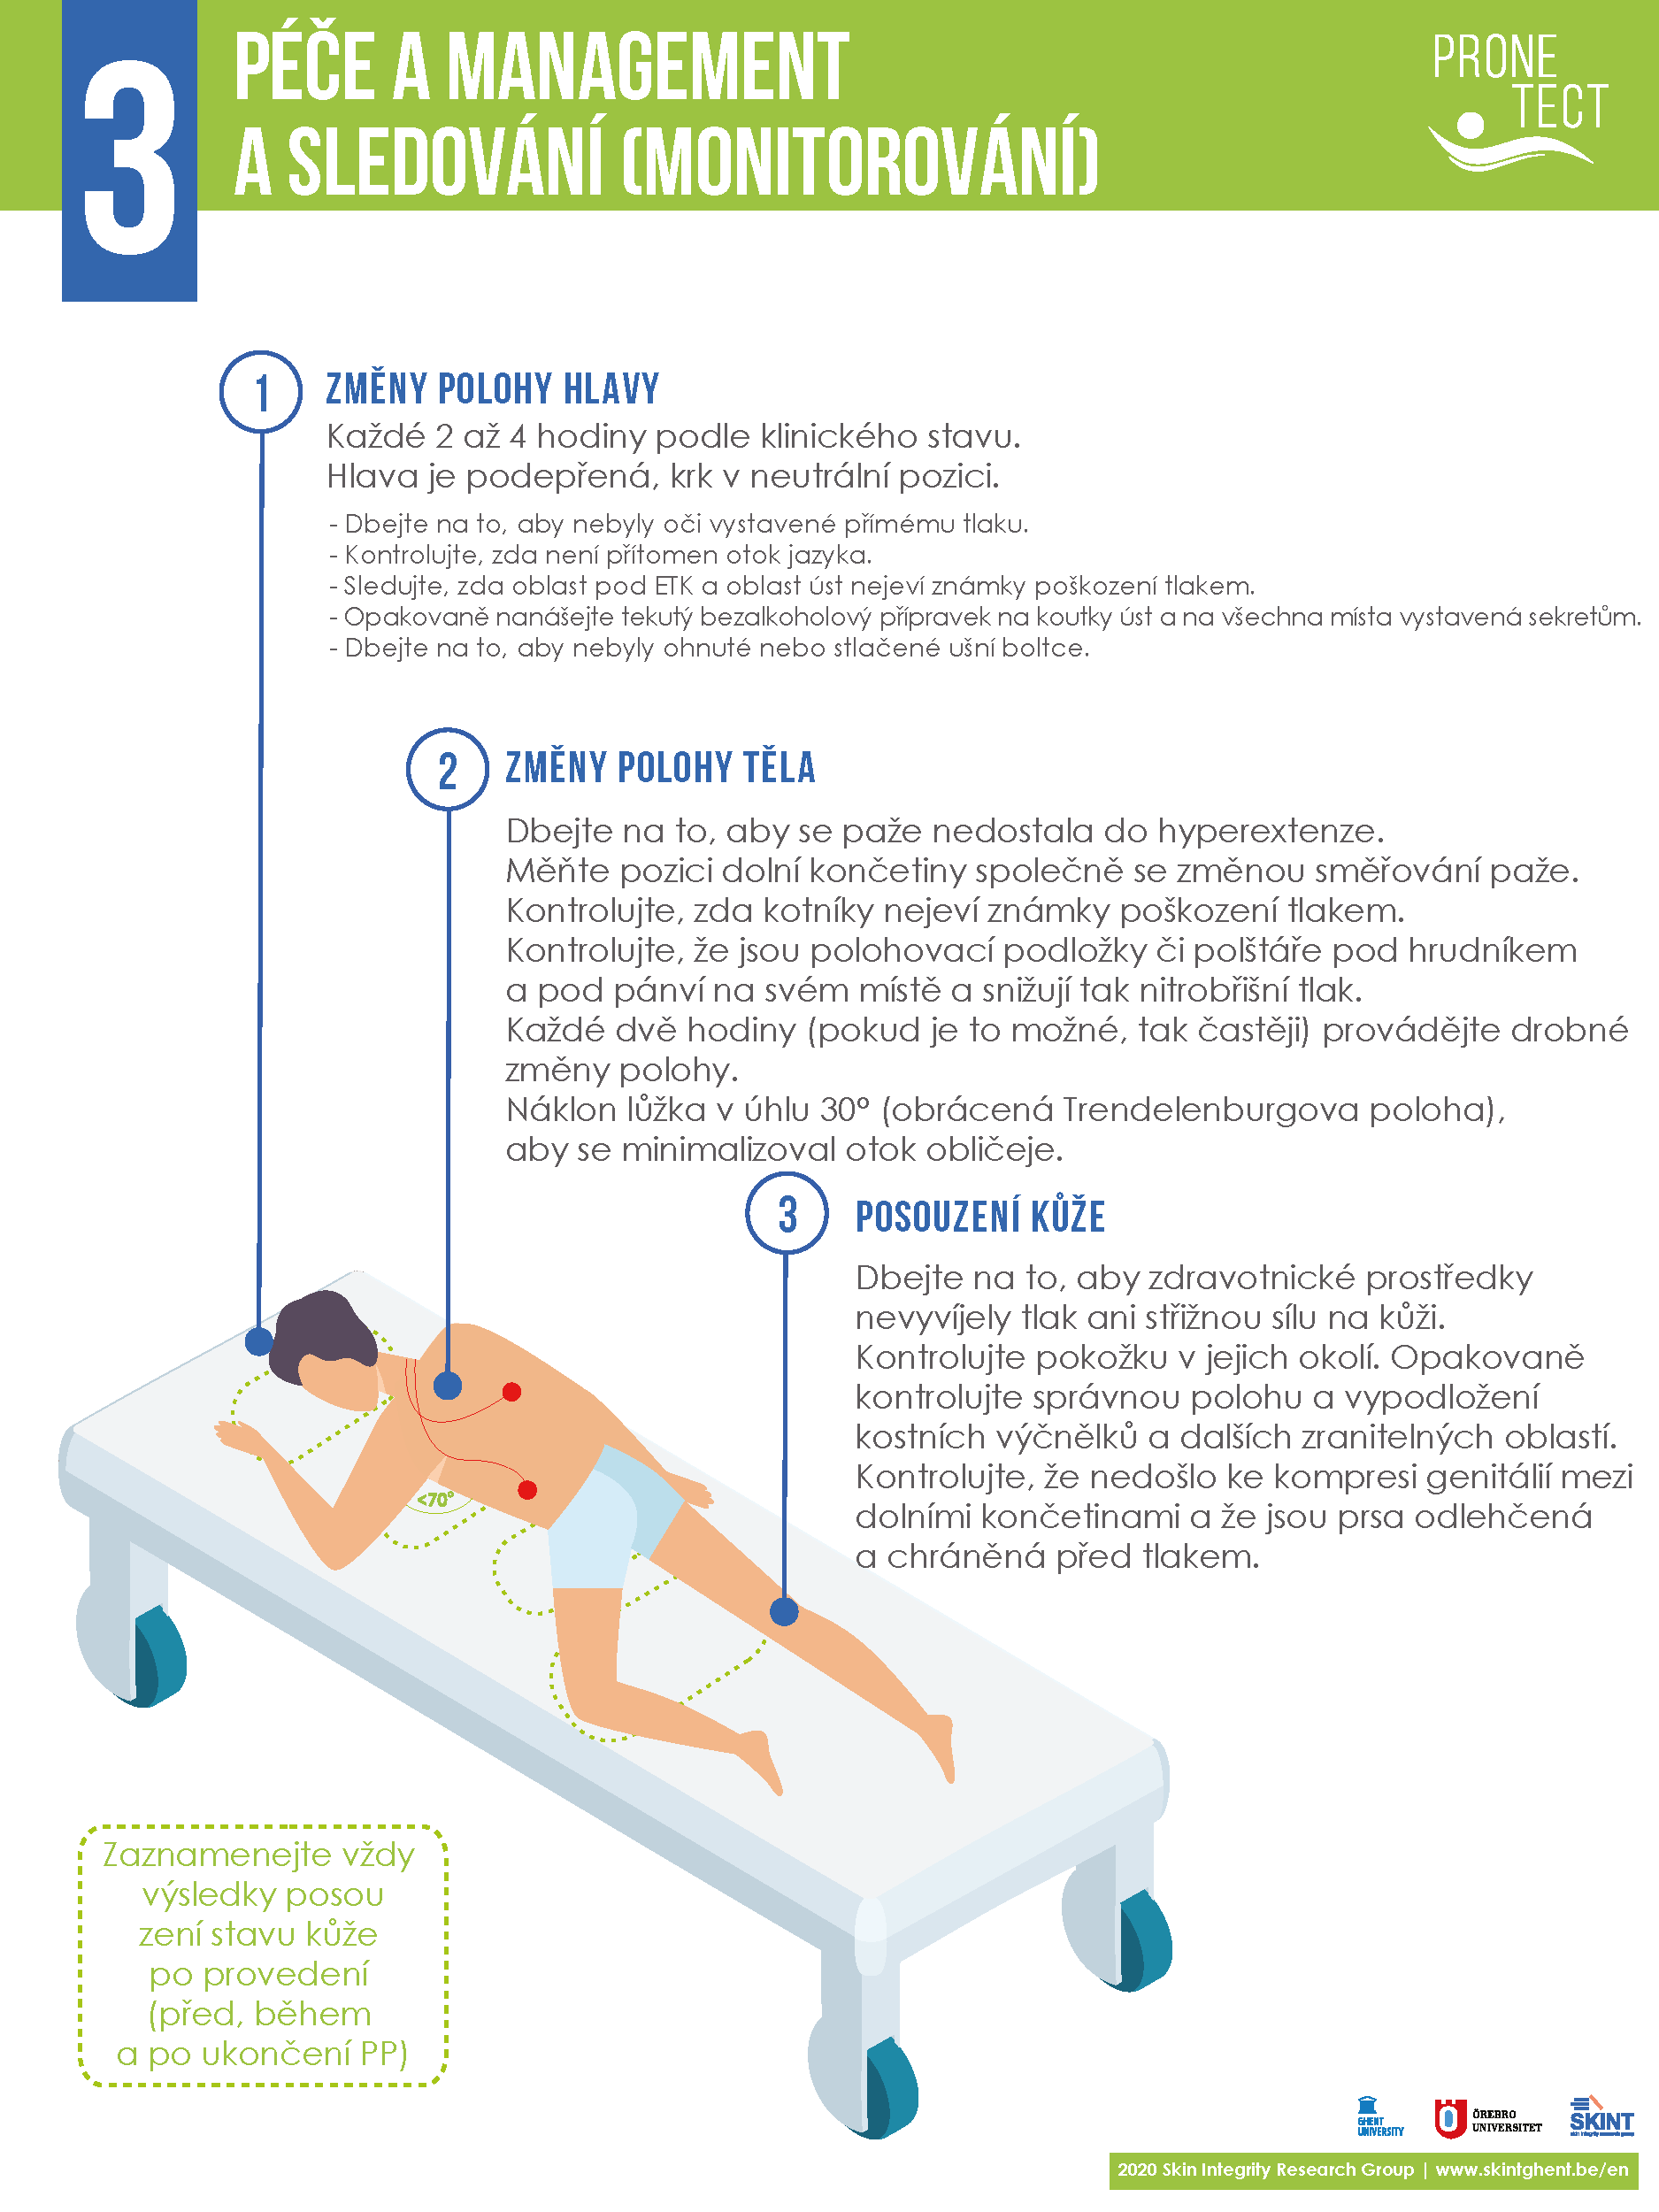 3
PÉČE A MANAGEMENT
A SLEDOVÁNÍ (MONITOROVÁNÍ)
PRONE
TECT
1
ZMĚNY POLOHY HLAVY
Každé 2 až 4 hodiny podle klinického stavu.
Hlava je podepřená, krk v neutrální pozici.
- Dbejte na to, aby nebyly oči vystavené přímému tlaku.
- Kontrolujte, zda není přítomen otok jazyka.
- Sledujte, zda oblast pod ETK a oblast úst nejeví známky poškození tlakem.
- Opakovaně nanášejte tekutý bezalkoholový přípravek na koutky úst a na všechna místa vystavená sekretům.
- Dbejte na to, aby nebyly ohnuté nebo stlačené ušní boltce.
2
ZMĚNY POLOHY TĚLA
Dbejte na to, aby se paže nedostala do hyperextenze.
Měňte pozici dolní končetiny společně se změnou směřování paže.
Kontrolujte, zda kotníky nejeví známky poškození tlakem.
Kontrolujte, že jsou polohovací podložky či polštáře pod hrudníkem
a pod pánví na svém místě a snižují tak nitrobřišní tlak.
Každé dvě hodiny (pokud je to možné, tak častěji) provádějte drobné
změny polohy.
Náklon lůžka v úhlu 30° (obrácená Trendelenburgova poloha),
aby se minimalizoval otok obličeje.
3
POSOUZENÍ KŮŽE
Dbejte na to, aby zdravotnické prostředky
nevyvíjely tlak ani střižnou sílu na kůži.
Kontrolujte pokožku v jejich okolí. Opakovaně
kontrolujte správnou polohu a vypodložení
kostních výčnělků a dalších zranitelných oblastí.
Kontrolujte, že nedošlo ke kompresi genitálií mezi
dolními končetinami a že jsou prsa odlehčená
a chráněná před tlakem.
<70°
Zaznamenejte vždy
výsledky posou
zení stavu kůže
po provedení
(před, během
a po ukončení PP)
GHENT
UNIVERSITY
ÖREBRO
UNIVERSITET
SKINT
skin integrity research group
2020 Skin Integrity Research Group | www.skintghent.be/en